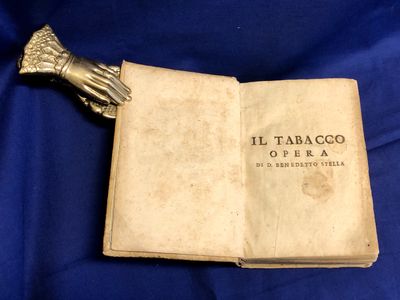 IL TABACCO
OPERA
DI D. BENEDETTO STELLA